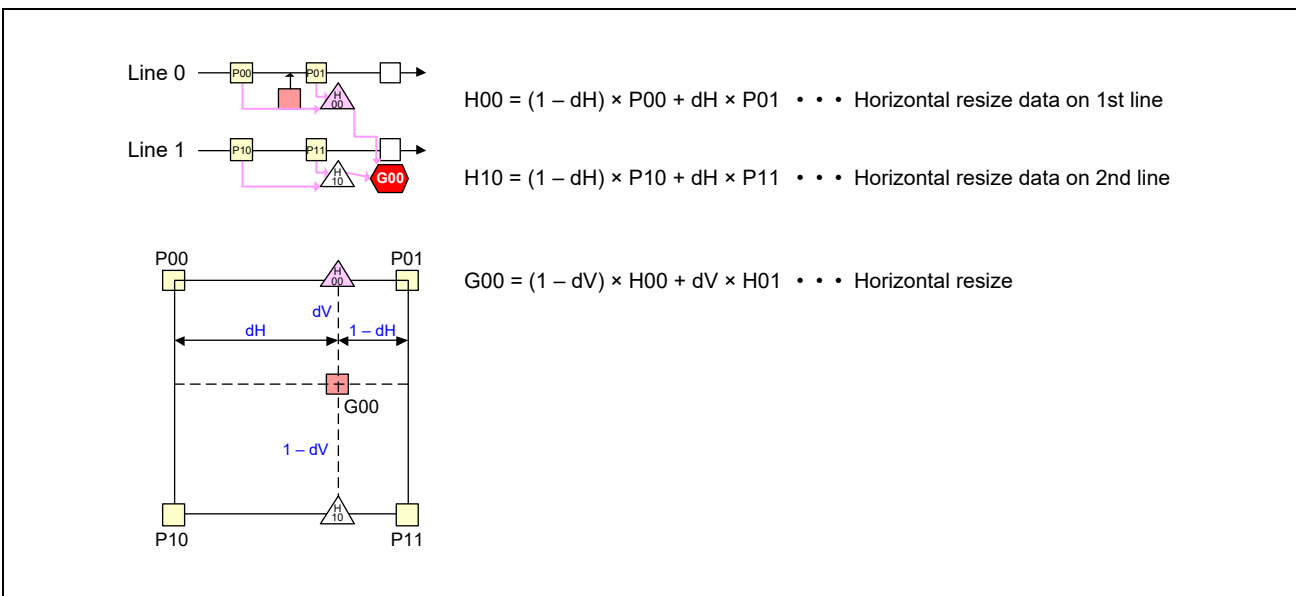 Line 0
P00
P01
H
00
H00 = (1 – dH) × P00 + dH × P01 • • • Horizontal resize data on 1st line
Line 1
P10
P11
H
10
G00
H10 = (1 – dH) × P10 + dH × P11 • • • Horizontal resize data on 2nd line
P00
H
00
P01
G00 = (1 – dV) × H00 + dV × H01 • • • Horizontal resize
dV
dH
1 – dH
G00
1 – dV
H
10
P10
P11